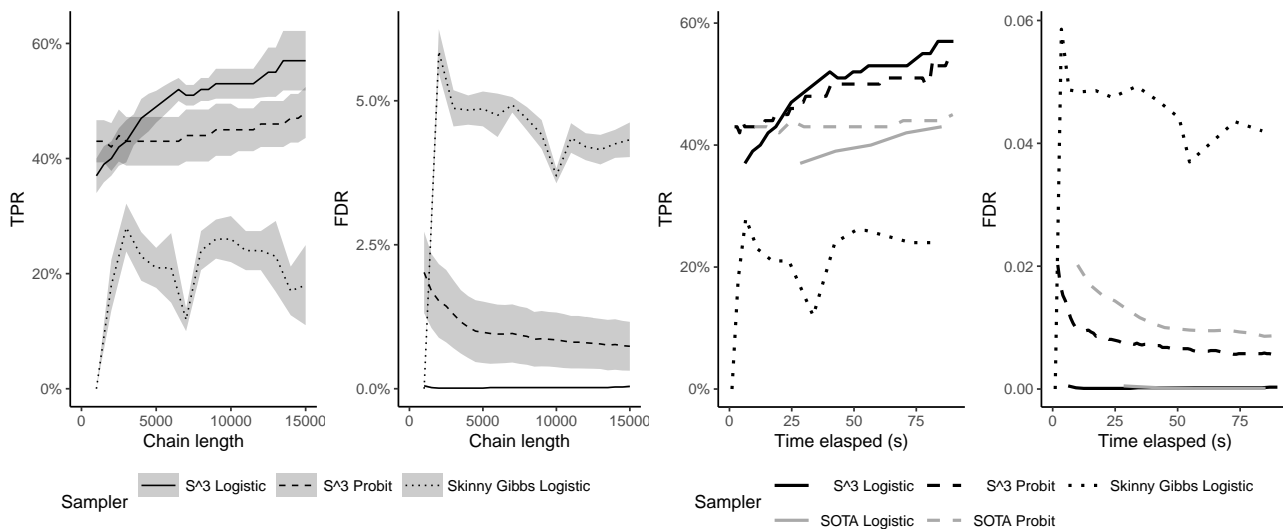 TPR
60%
40%
20%
0%
0
5000
10000
15000
Chain length
FDR
5.0%
2.5%
0.0%
0
5000
10000
15000
Chain length
Sampler
S^3 Logistic
S^3 Probit
Skinny Gibbs Logistic
TPR
60%
40%
20%
0%
0
25
50
75
Time elasped (s)
FDR
0.06
0.04
0.02
0.00
0
25
50
75
Time elasped (s)
Sampler
S^3 Logistic
S^3 Probit
Skinny Gibbs Logistic
SOTA Logistic
SOTA Probit